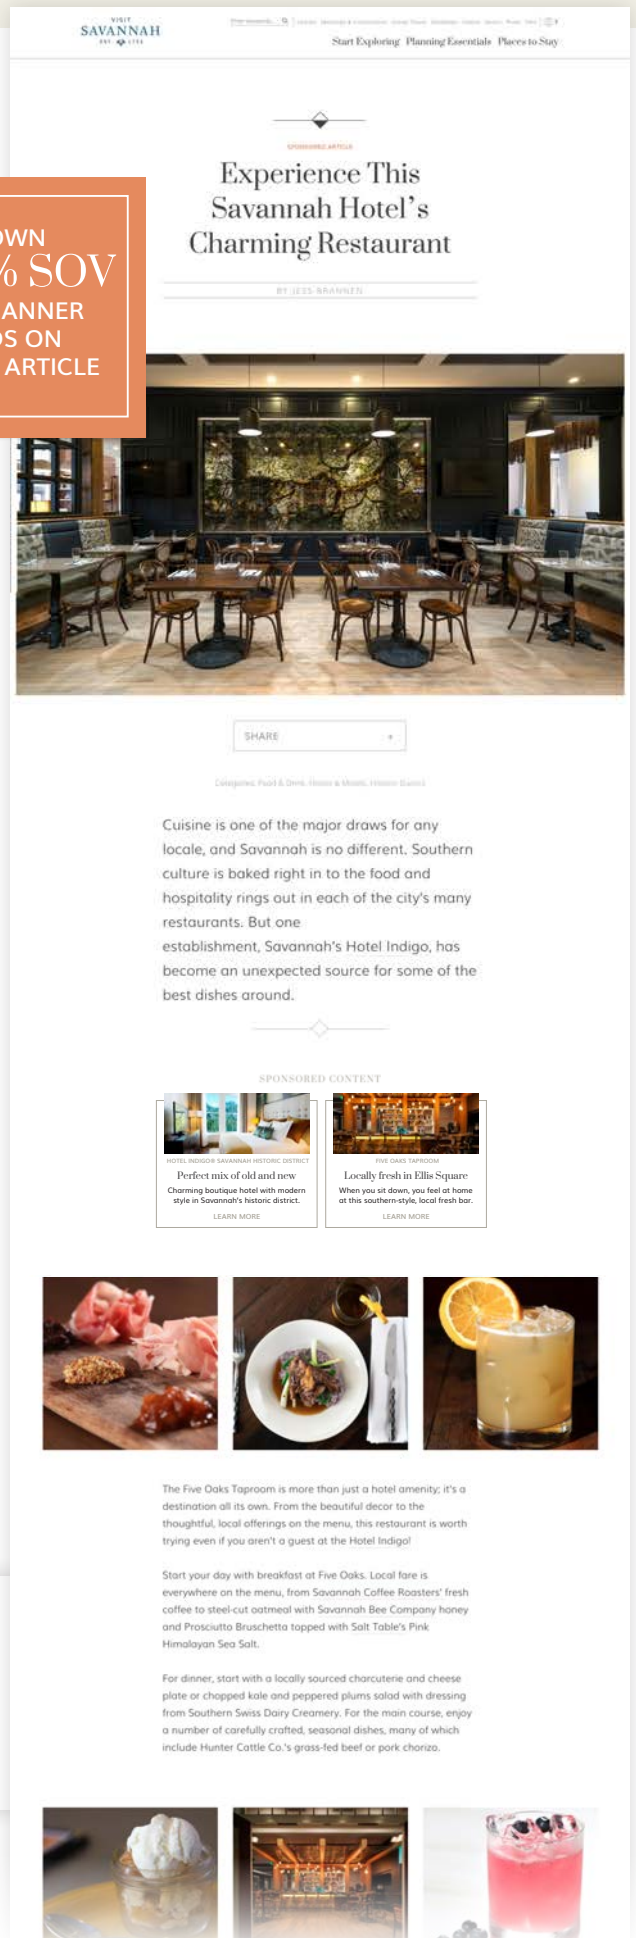 VISIT
SAVANNAH
EST. 1733
Start Exploring Planning Essentials Places to Stay
SPONSORED ARTICLE
Experience This
Savannah Hotel's
Charming Restaurant
BY JESS BRANNEN
OWN
% SOV
ANNER
S ON
ARTICLE
SHARE
Cuisine is one of the major draws for any
locale, and Savannah is no different. Southern
culture is baked right in to the food and
hospitality rings out in each of the city's many
restaurants. But one
establishment, Savannah's Hotel Indigo, has
become an unexpected source for some of the
best dishes around.
SPONSORED CONTENT
HOTEL INDIGO® SAVANNAH HISTORIC DISTRICT
Perfect mix of old and new
Charming boutique hotel with modern
style in Savannah's historic district.
LEARN MORE
FIVE OAKS TAPROOM
Locally fresh in Ellis Square
When you sit down, you feel at home
at this southern-style, local fresh bar.
LEARN MORE
The Five Oaks Taproom is more than just a hotel amenity; it's a
destination all its own. From the beautiful decor to the
thoughtful, local offerings on the menu, this restaurant is worth
trying even if you aren't a guest at the Hotel Indigo!
Start your day with breakfast at Five Oaks. Local fare is
everywhere on the menu, from Savannah Coffee Roasters' fresh
coffee to steel-cut oatmeal with Savannah Bee Company honey
and Prosciutto Bruschetta topped with Salt Table's Pink
Himalayan Sea Salt.
For dinner, start with a locally sourced charcuterie and cheese
plate or chopped kale and peppered plums salad with dressing
from Southern Swiss Dairy Creamery. For the main course, enjoy
a number of carefully crafted, seasonal dishes, many of which
include Hunter Cattle Co.'s grass-fed beef or pork chorizo.